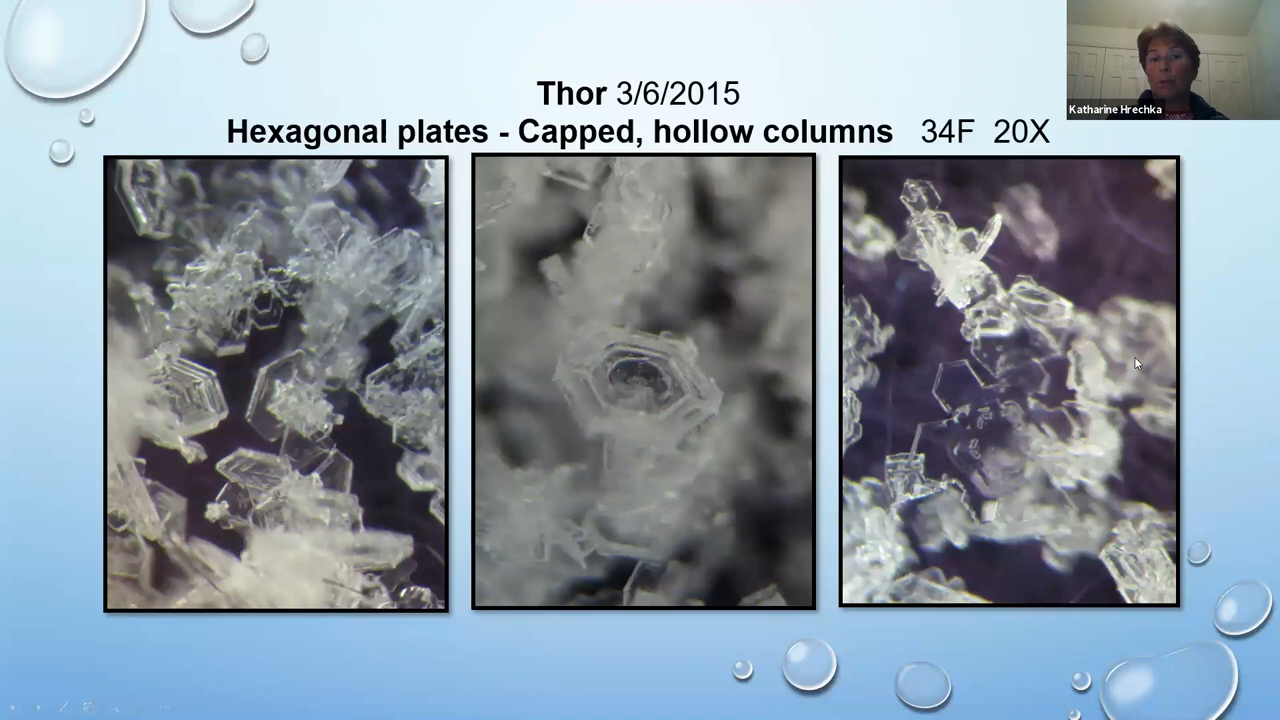 Thor 3/6/2015
Hexagonal plates - Capped, hollow columns 34F 20X
Katharine Hrechka